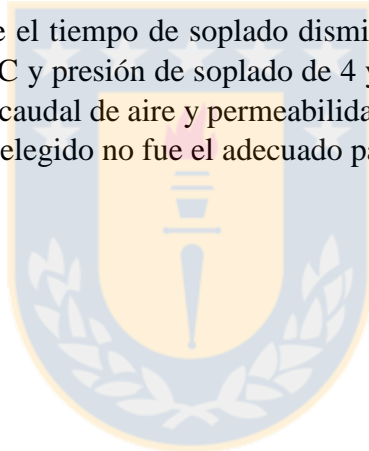 e el tiempo de soplado dismi
C y presión de soplado de 4 y
caudal de aire y permeabilida
elegido no fue el adecuado pa